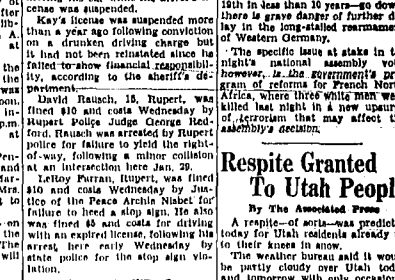 cense was suspended.
Kay's license was suspended more
than a year ago following conviction
on a drunken driving charge but
it had not been reinstated since he
failed to show financial responsibil-
ity, according to the sheriff's de-
partment.
David Rausch, 15, Rupert, was
fined $10 and costs Wednesday by
Rupert Police Judge George Red-
ford. Rausch was arrested by Rupert
police for failure to yield the right-
of-way, following a minor collision
at an intersection here Jan. 29.
LeRoy Purran, Rupert, was fined
$10 and costs Wednesday by Jus-
tice of the Peace Archie Nisbet for
failure to heed a stop sign. He also
was fined $5 and costs for driving
with an expired license, following his
arrest here early Wednesday by
state police for the stop sign vio-
lation.
19th in less than 10 years—go dow
there is grave danger of further d
lay in the long-stalled rearmame
of Western Germany.
The specific issue at stake in t
night's national assembly vo
however, is the government's pr
gram of reforms for French Nor
Africa, where three white men we
killed last night in a new upsur
of terrorism that may affect t
assembly's decision.
Respite Granted
To Utah Peopl
By The Associated Press
A respite—of sorts—was predict
today for Utah residents already
to their knees in snow.
The weather bureau said it wou
be partly cloudy over Utah tod
and tomorrow with only occasion